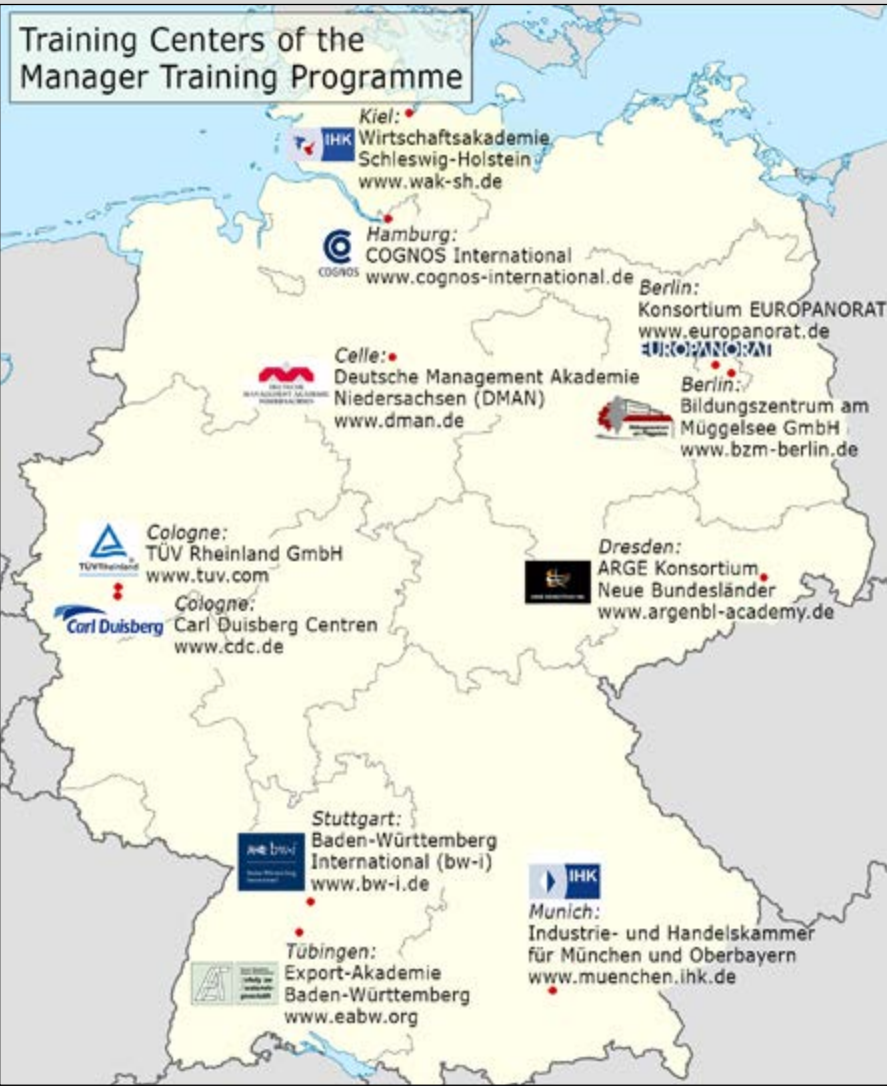 Training Centers of the
Manager Training Programme
Kiel:
IHK
Wirtschaftsakademie
Schleswig-Holstein
www.wak-sh.de
Hamburg:
COGNOS
COGNOS International
www.cognos-international.de
Berlin:
Konsortium EUROPANORAT
www.europanorat.de
EUROPANORAT
Celle:
Deutsche Management Akademie
Niedersachsen (DMAN)
www.dman.de
DEUTSCHE
MANAGEMENT AKADEMIE
NIEDERSACHSEN
Berlin:
Bildungszentrum am
Müggelsee GmbH
www.bzm-berlin.de
Cologne:
TÜVRheinland
TÜV Rheinland GmbH
www.tuv.com
Cologne:
Carl Duisberg
Carl Duisberg Centren
www.cdc.de
Dresden:
ARGE Konsortium
Neue Bundesländer
www.argenbl-academy.de
Stuttgart:
bw-i
Baden-Württemberg
International (bw-i)
www.bw-i.de
IHK
Munich:
Industrie- und Handelskammer
für München und Oberbayern
www.muenchen.ihk.de
Tübingen:
Export-Akademie
Baden-Württemberg
www.eabw.org